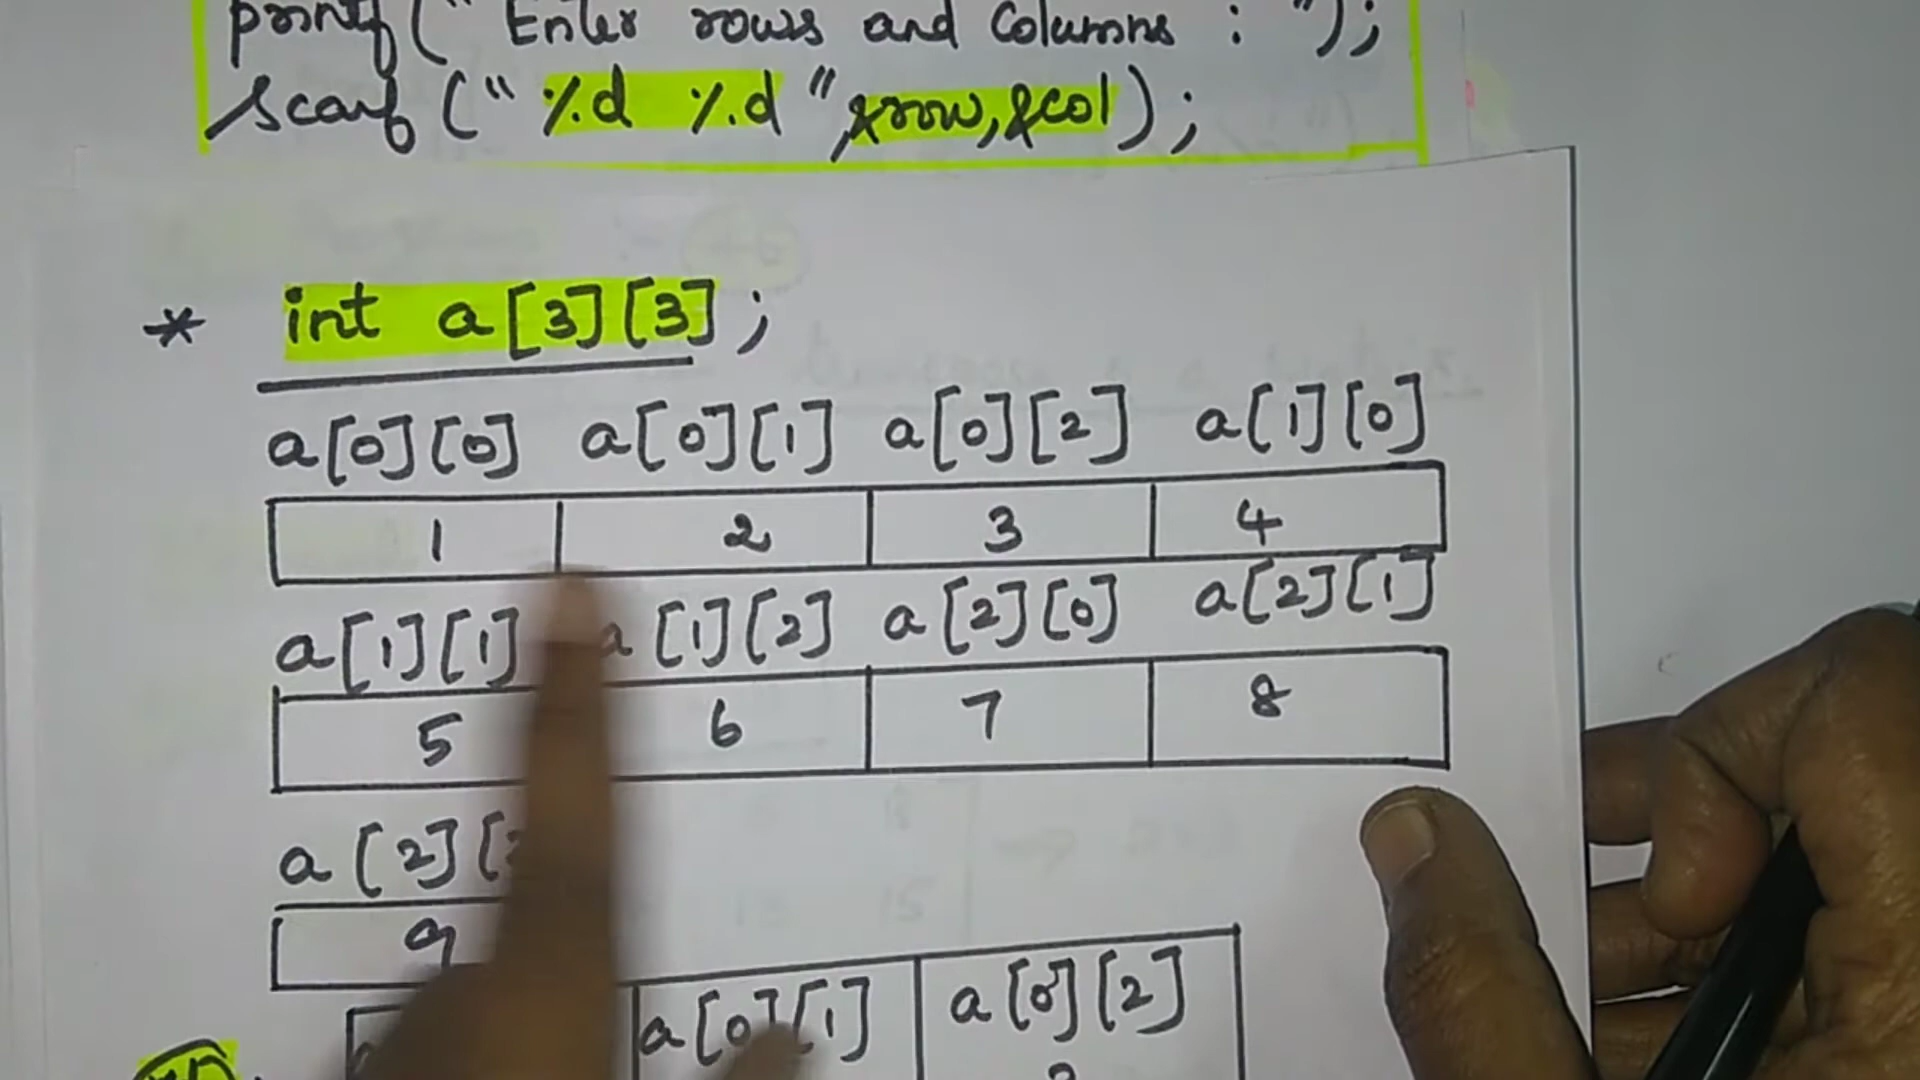 printf(" Enter rows and Columns : ");
scanf (" %d %d ",&row,&col);
* int a[3][3];
a[0][0] a[0][1] a[0][2] a[1][0]
1 2 3 4
a[1][1] a[1][2] a[2][0] a[2][1]
5 6 7 8
a[2][
9
a[0][1] a[0][2]